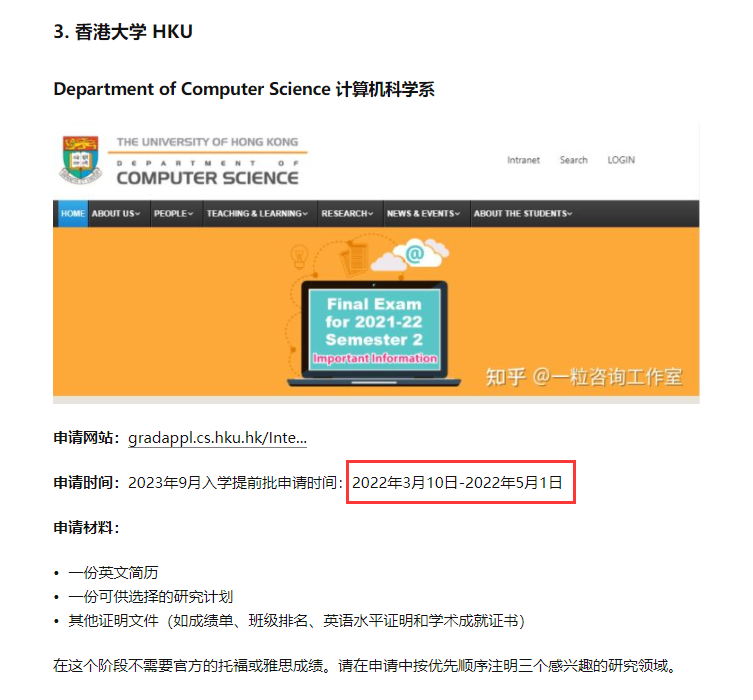 3. 香港大学 HKU
Department of Computer Science 计算机科学系
THE UNIVERSITY OF HONG KONG
DEPARTMENT OF
COMPUTER SCIENCE
Intranet Search LOGIN
HOME ABOUT US PEOPLE TEACHING & LEARNING RESEARCH NEWS & EVENTS ABOUT THE STUDENTS
@
Final Exam
for 2021-22
Semester 2
Important Information
知乎 @一粒咨询工作室
申请网站：gradappl.cs.hku.hk/Inte...
申请时间：2023年9月入学提前批申请时间：2022年3月10日-2022年5月1日
申请材料：
• 一份英文简历
• 一份可供选择的研究计划
• 其他证明文件（如成绩单、班级排名、英语水平证明和学术成就证书）
在这个阶段不需要官方的托福或雅思成绩。请在申请中按优先顺序注明三个感兴趣的研究领域。